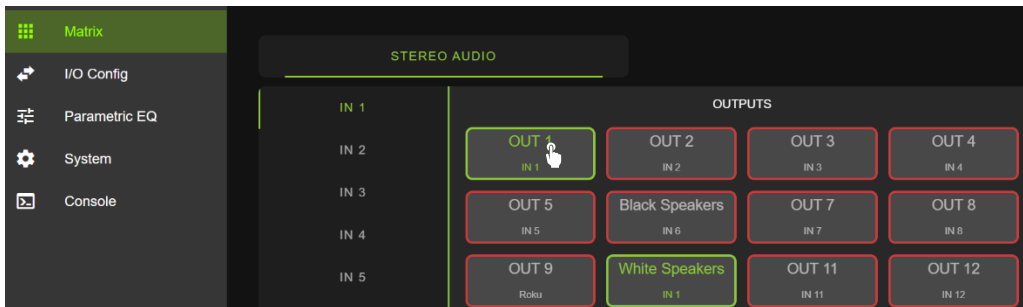 Matrix
I/O Config
Parametric EQ
System
Console
STEREO AUDIO
IN 1
IN 2
IN 3
IN 4
IN 5
OUTPUTS
OUT 1
IN 1
OUT 2
IN 2
OUT 3
IN 3
OUT 4
IN 4
OUT 5
IN 5
Black Speakers
IN 6
OUT 7
IN 7
OUT 8
IN 8
OUT 9
Roku
White Speakers
IN 1
OUT 11
IN 11
OUT 12
IN 12